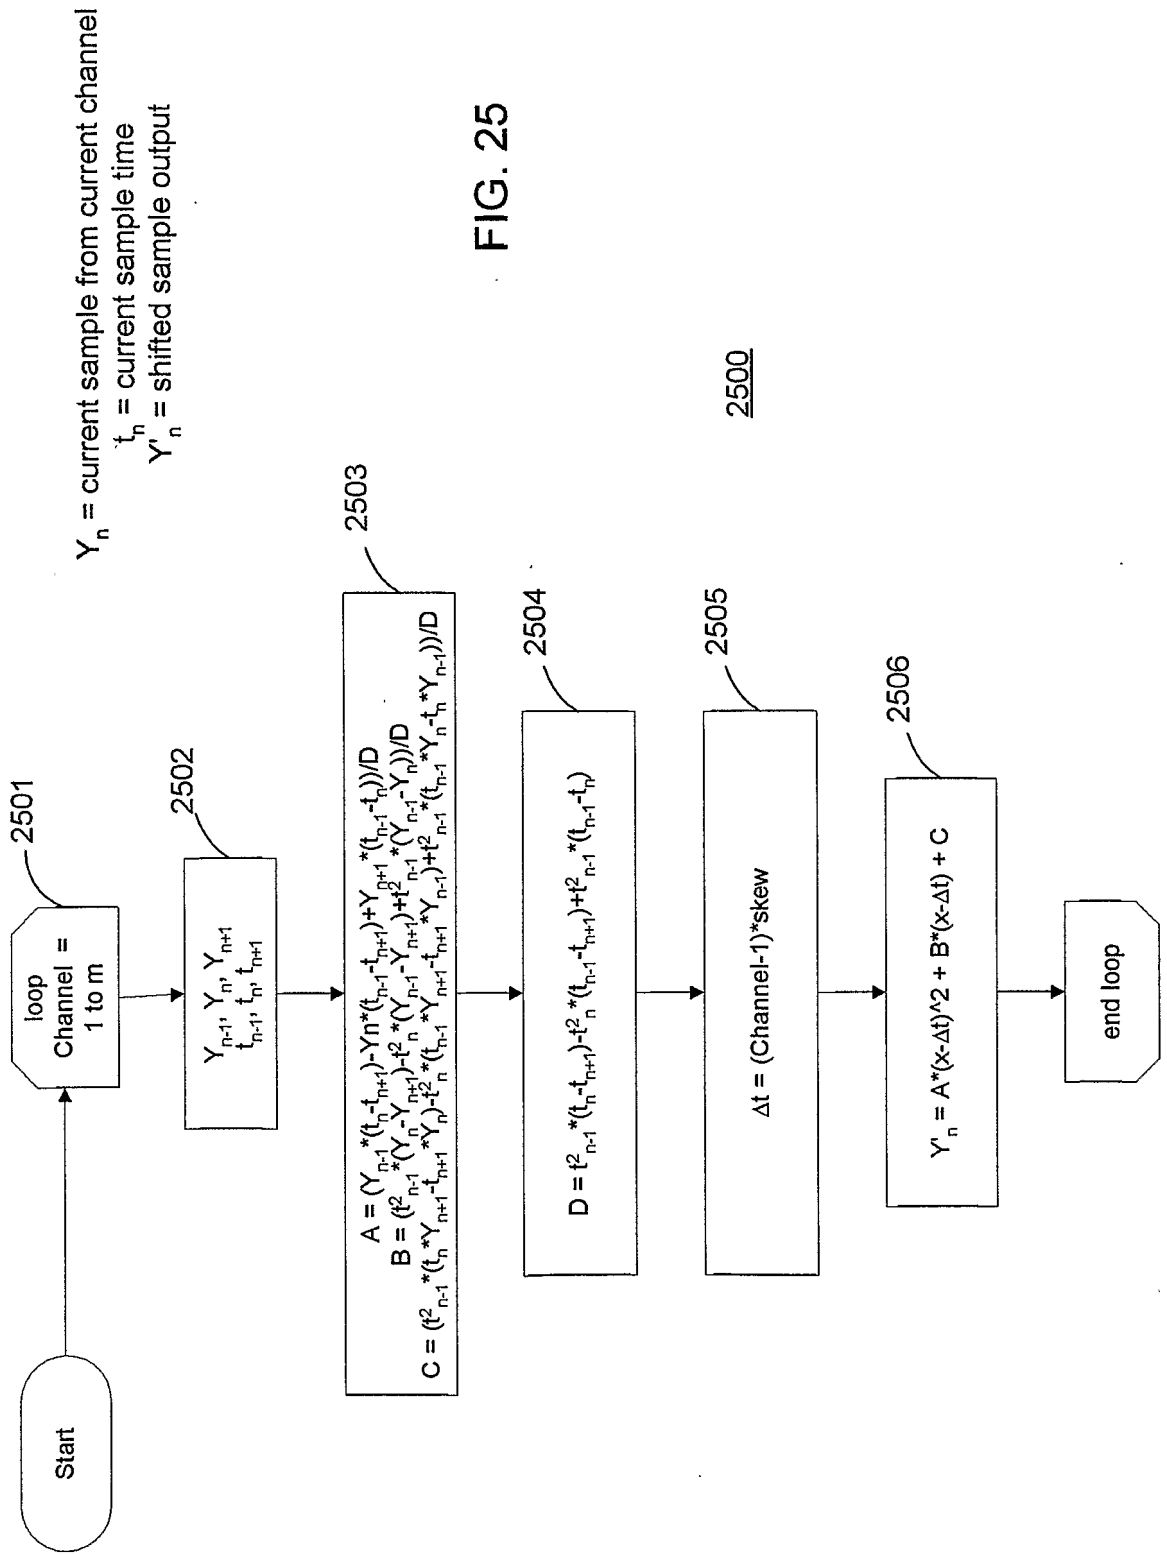 Yₙ = current sample from current channel
tₙ = current sample time
Y'ₙ = shifted sample output
Start
2501
loop
Channel =
1 to m
2502
Yₙ₋₁, Yₙ, Yₙ₊₁
tₙ₋₁, tₙ, tₙ₊₁
2503
A = (Yₙ₋₁*(tₙ-tₙ₊₁)-Yn*(tₙ₋₁-tₙ₊₁)+Yₙ₊₁*(tₙ₋₁-tₙ))/D
B = (t²ₙ₋₁*(Yₙ-Yₙ₊₁)-t²ₙ*(Yₙ₋₁-Yₙ₊₁)+t²ₙ₋₁*(Yₙ₋₁-Yₙ))/D
C = (t²ₙ₋₁*(tₙ*Yₙ₊₁-tₙ₊₁*Yₙ)-t²ₙ*(tₙ₋₁*Yₙ₊₁-tₙ₊₁*Yₙ₋₁)+t²ₙ₋₁*(tₙ₋₁*Yₙ-tₙ*Yₙ₋₁))/D
2504
D = t²ₙ₋₁*(tₙ-tₙ₊₁)-t²ₙ*(tₙ₋₁-tₙ₊₁)+t²ₙ₋₁*(tₙ₋₁-tₙ)
2505
Δt = (Channel-1)*skew
2506
Y'ₙ = A*(x-Δt)^2 + B*(x-Δt) + C
end loop
2500
FIG. 25